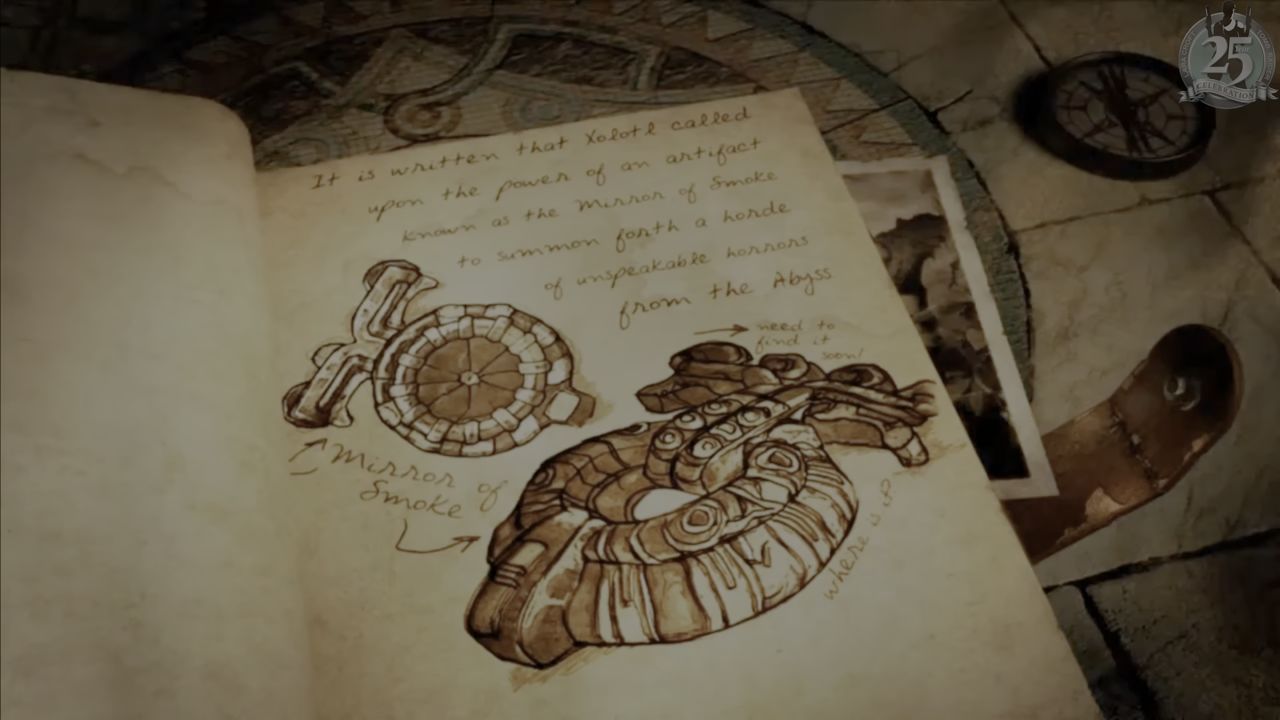 It is written that Xolotl called
upon the power of an artifact
known as the Mirror of Smoke
to summon forth a horde
of unspeakable horrors
from the Abyss
need to
find it
soon!
Mirror of
Smoke
where is it?
25
CELEBRATION